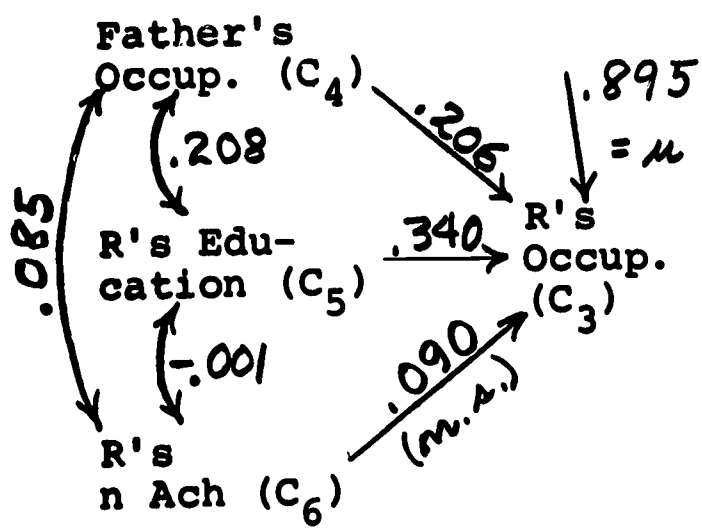 Father's
Occup. (C4)
.895
= u
.206
.208
.085
R's Edu-
cation (C5)
.340
R's
Occup.
(C3)
-.001
.090
(n.s.)
R's
n Ach (C6)